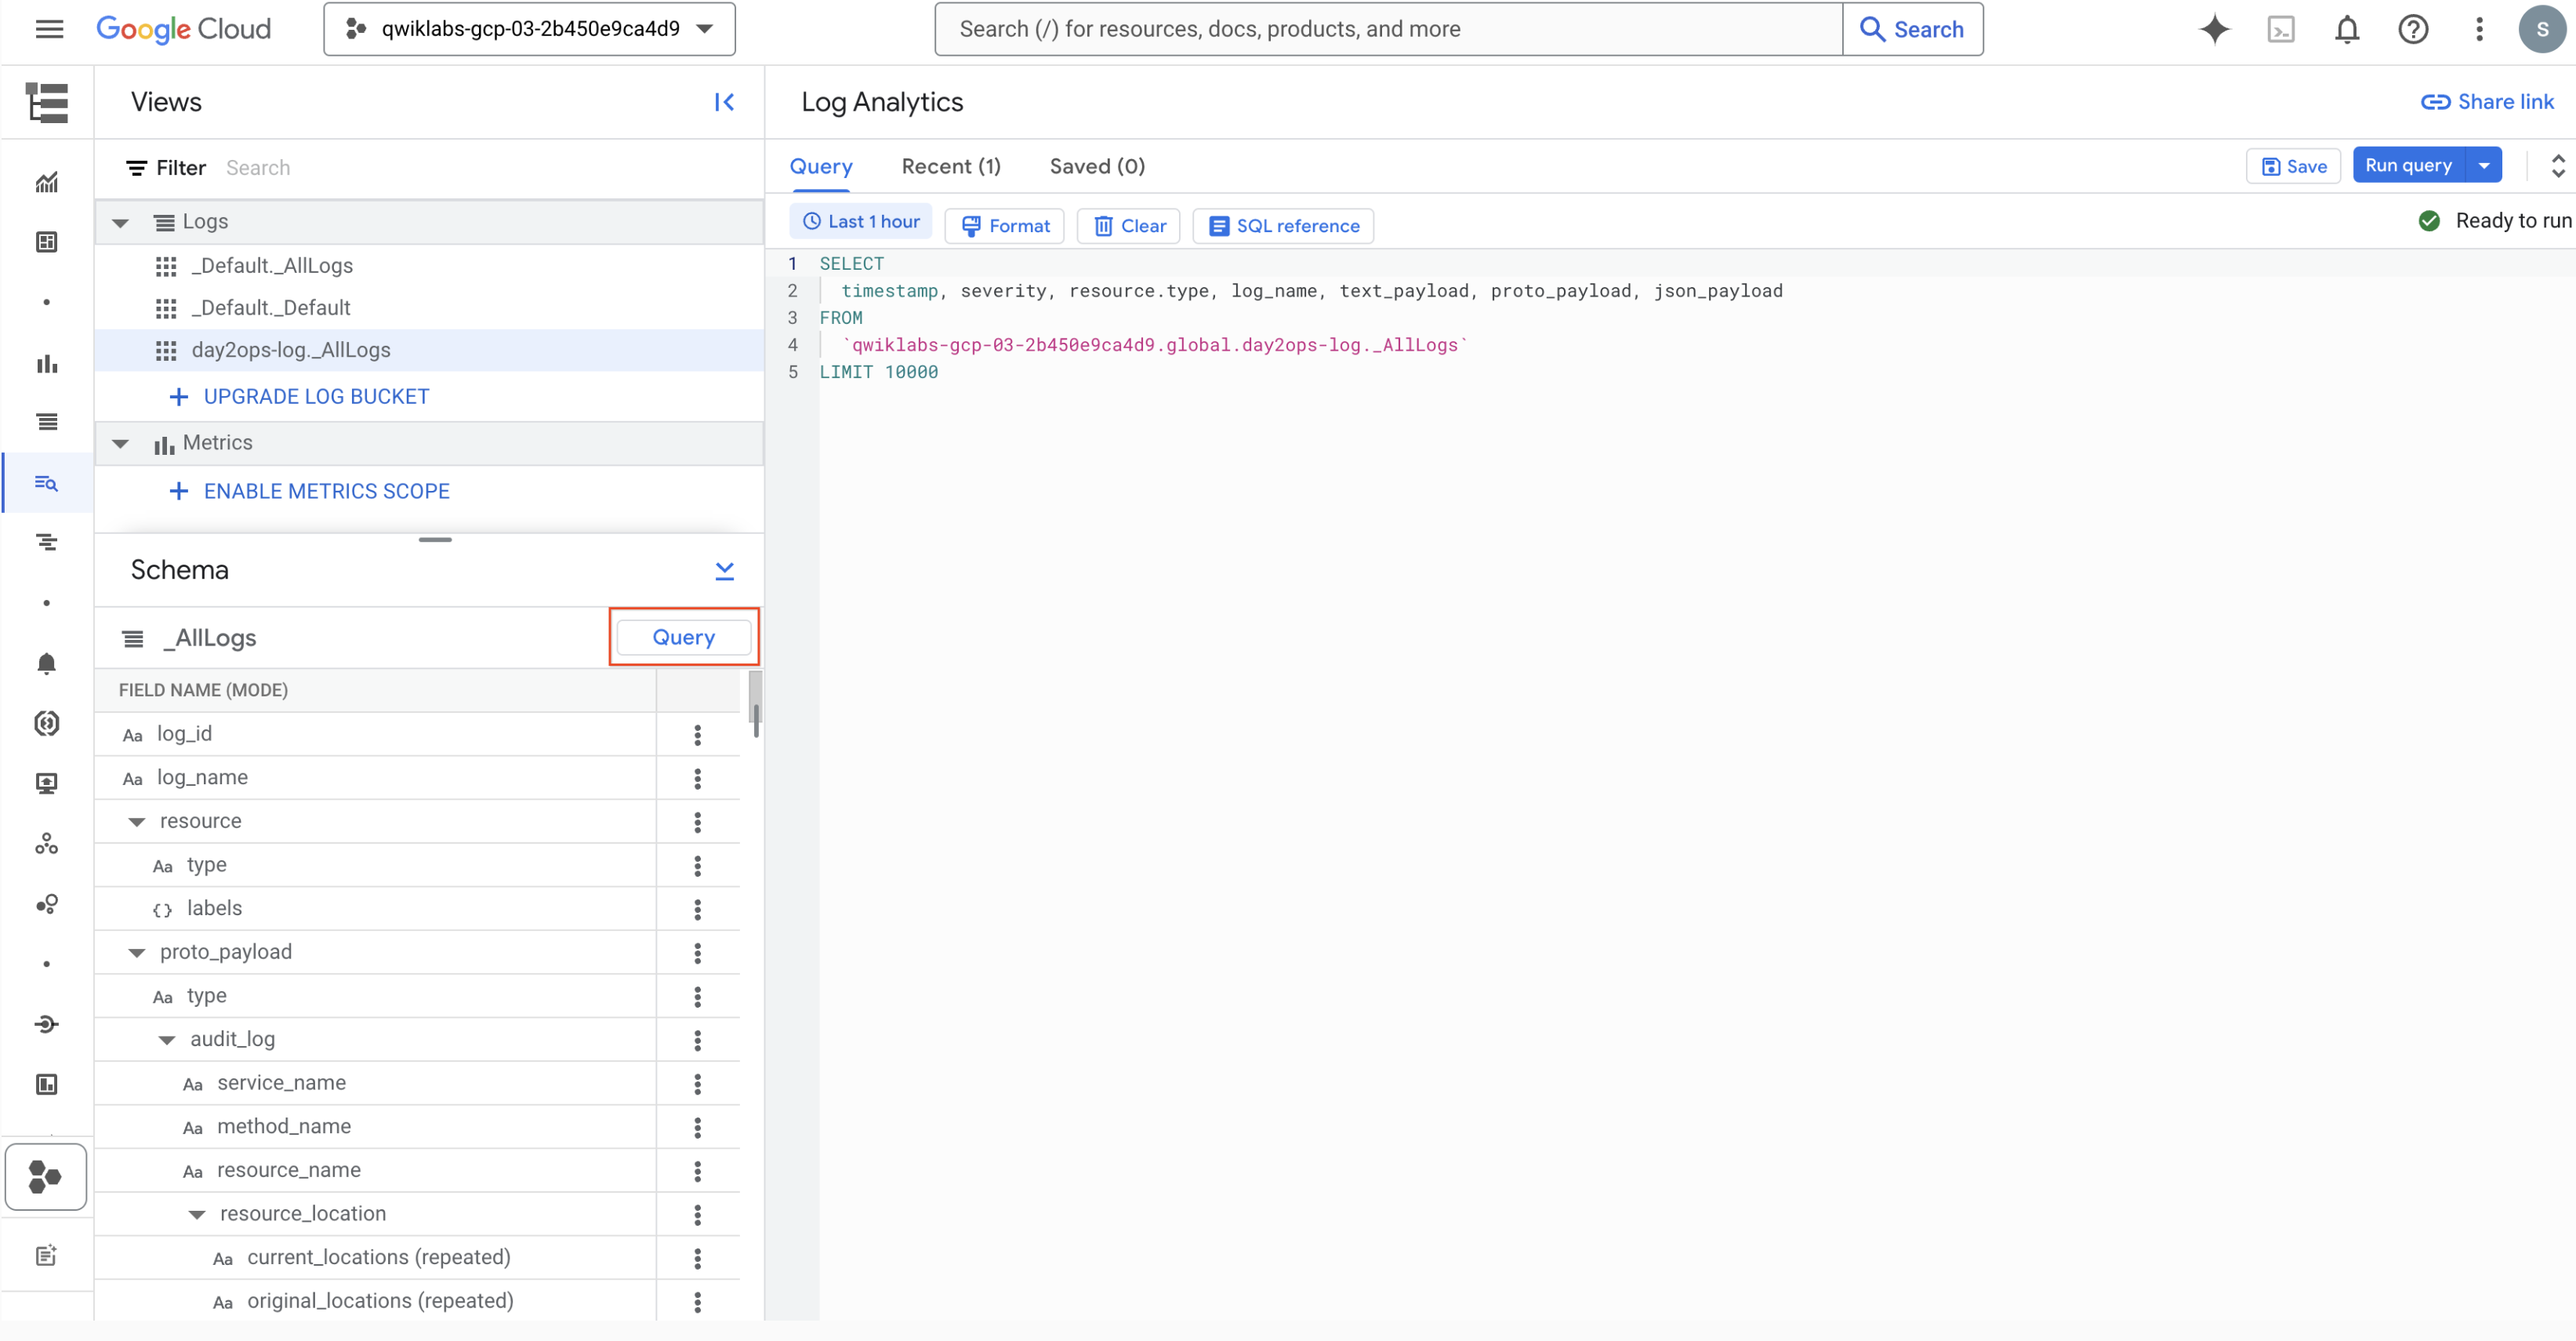 Google Cloud
qwiklabs-gcp-03-2b450e9ca4d9
Search (/) for resources, docs, products, and more
Search
S
Views
Filter Search
Logs
_Default._AllLogs
_Default._Default
day2ops-log._AllLogs
+ UPGRADE LOG BUCKET
Metrics
+ ENABLE METRICS SCOPE
Schema
_AllLogs
Query
FIELD NAME (MODE)
Aa log_id
Aa log_name
resource
Aa type
{} labels
proto_payload
Aa type
audit_log
Aa service_name
Aa method_name
Aa resource_name
resource_location
Aa current_locations (repeated)
Aa original_locations (repeated)
Log Analytics
Share link
Query Recent (1) Saved (0)
Save Run query
Last 1 hour Format Clear SQL reference
Ready to run
1 SELECT
2 timestamp, severity, resource.type, log_name, text_payload, proto_payload, json_payload
3 FROM
4 `qwiklabs-gcp-03-2b450e9ca4d9.global.day2ops-log._AllLogs`
5 LIMIT 10000